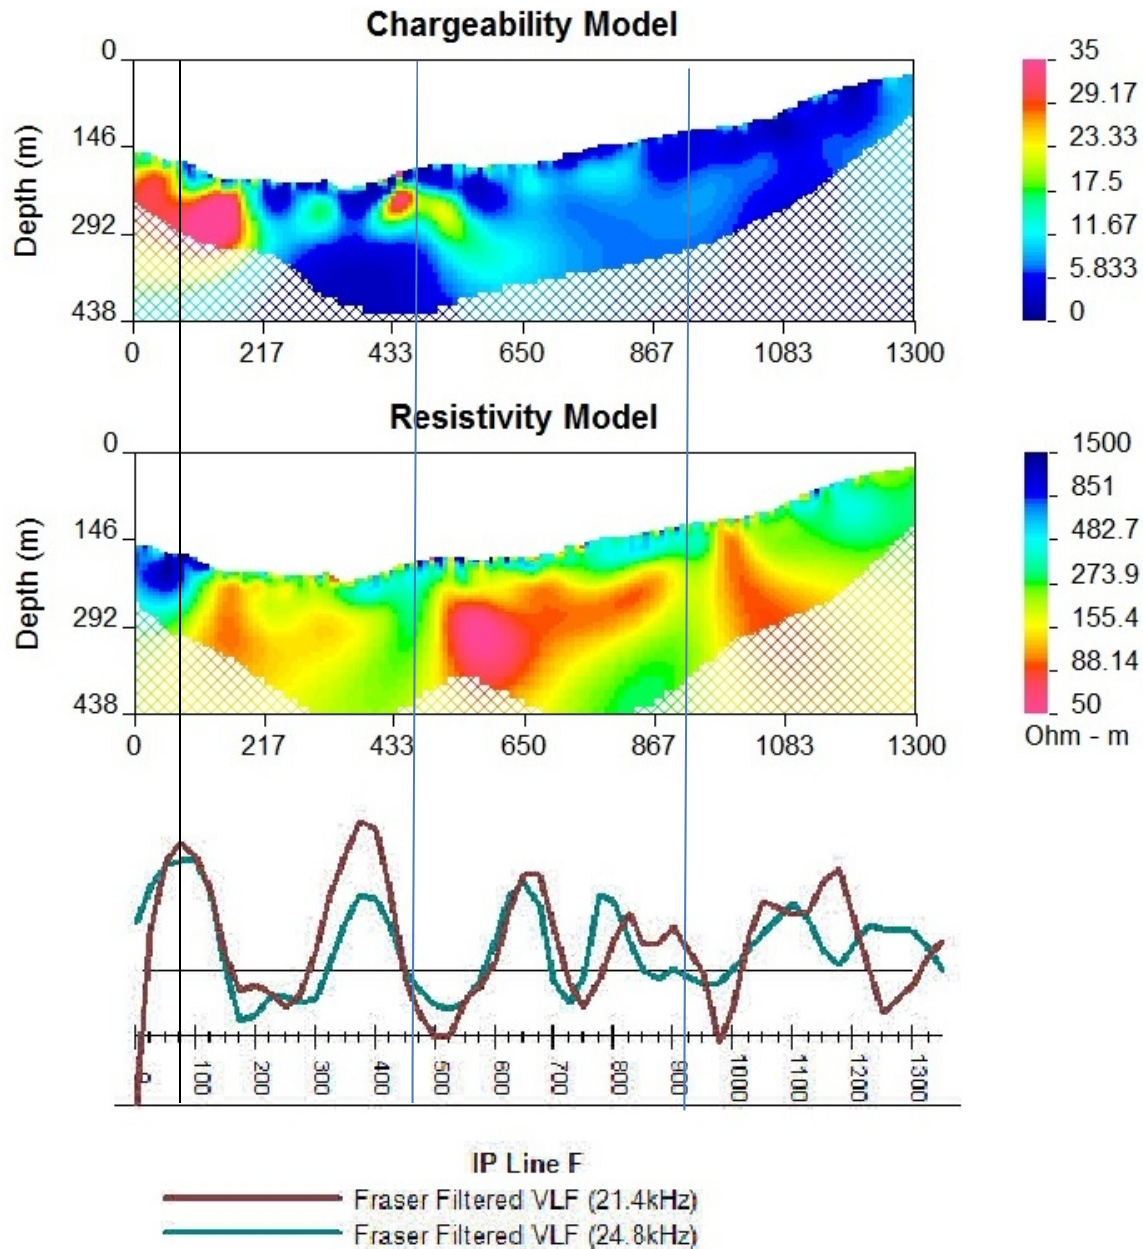 Chargeability Model
0
146
292
438
Depth (m)
0 217 433 650 867 1083 1300
35
29.17
23.33
17.5
11.67
5.833
0
Resistivity Model
0
146
292
438
Depth (m)
0 217 433 650 867 1083 1300
1500
851
482.7
273.9
155.4
88.14
50
Ohm - m
0 100 200 300 400 500 600 700 800 900 1000 1100 1200 1300
IP Line F
Fraser Filtered VLF (21.4kHz)
Fraser Filtered VLF (24.8kHz)